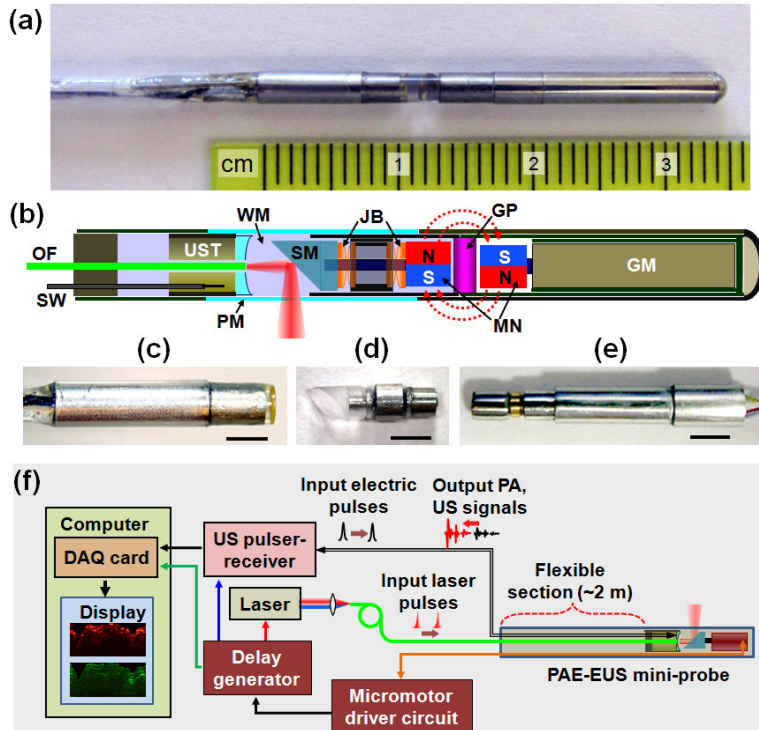 (a)
cm 1 2 3
(b)
WM JB GP
OF UST SM N S S N GM
SW PM MN
(c) (d) (e)
(f)
Computer
DAQ card
Display
US pulser-
receiver
Input electric
pulses
Output PA,
US signals
Laser
Input laser
pulses
Flexible
section (~2 m)
Delay
generator
Micromotor
driver circuit
PAE-EUS mini-probe